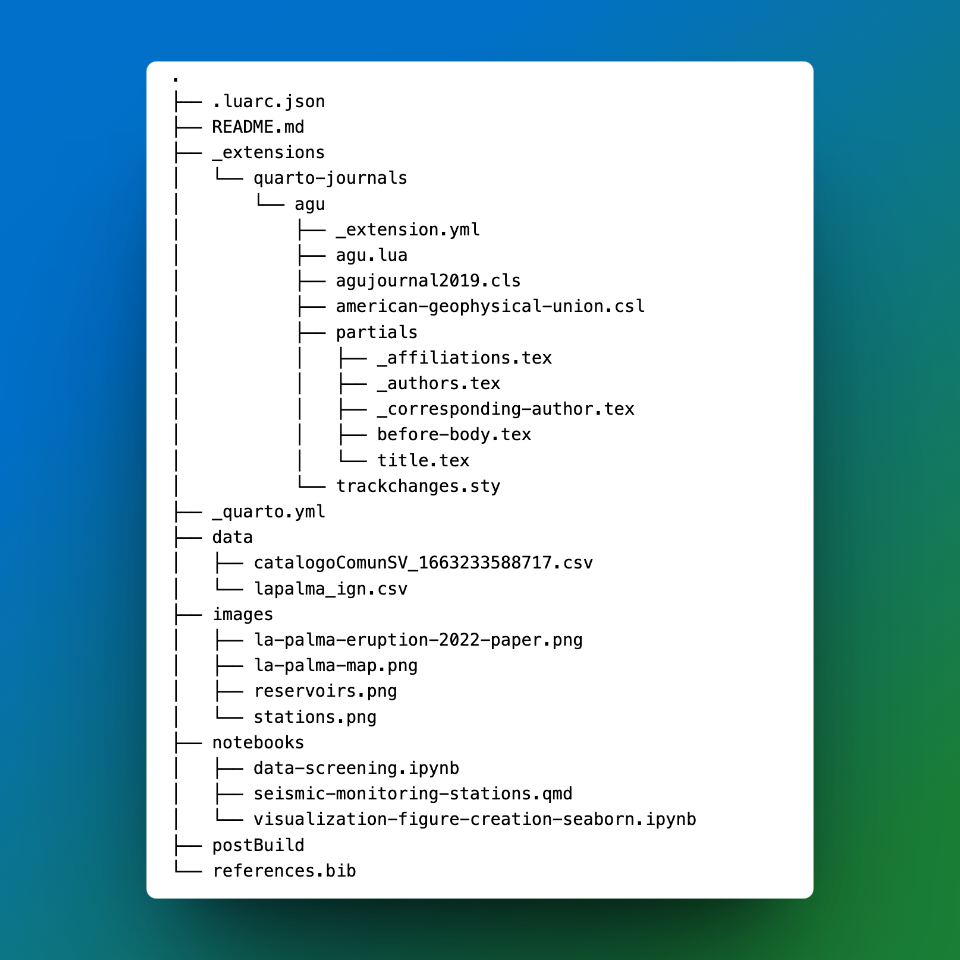 .
├── .luarc.json
├── README.md
├── _extensions
│   └── quarto-journals
│       └── agu
│           ├── _extension.yml
│           ├── agu.lua
│           ├── agujournal2019.cls
│           ├── american-geophysical-union.csl
│           ├── partials
│           │   ├── _affiliations.tex
│           │   ├── _authors.tex
│           │   ├── _corresponding-author.tex
│           │   ├── before-body.tex
│           │   └── title.tex
│           └── trackchanges.sty
├── _quarto.yml
├── data
│   ├── catalogoComunSV_1663233588717.csv
│   └── lapalma_ign.csv
├── images
│   ├── la-palma-eruption-2022-paper.png
│   ├── la-palma-map.png
│   ├── reservoirs.png
│   └── stations.png
├── notebooks
│   ├── data-screening.ipynb
│   ├── seismic-monitoring-stations.qmd
│   └── visualization-figure-creation-seaborn.ipynb
├── postBuild
└── references.bib